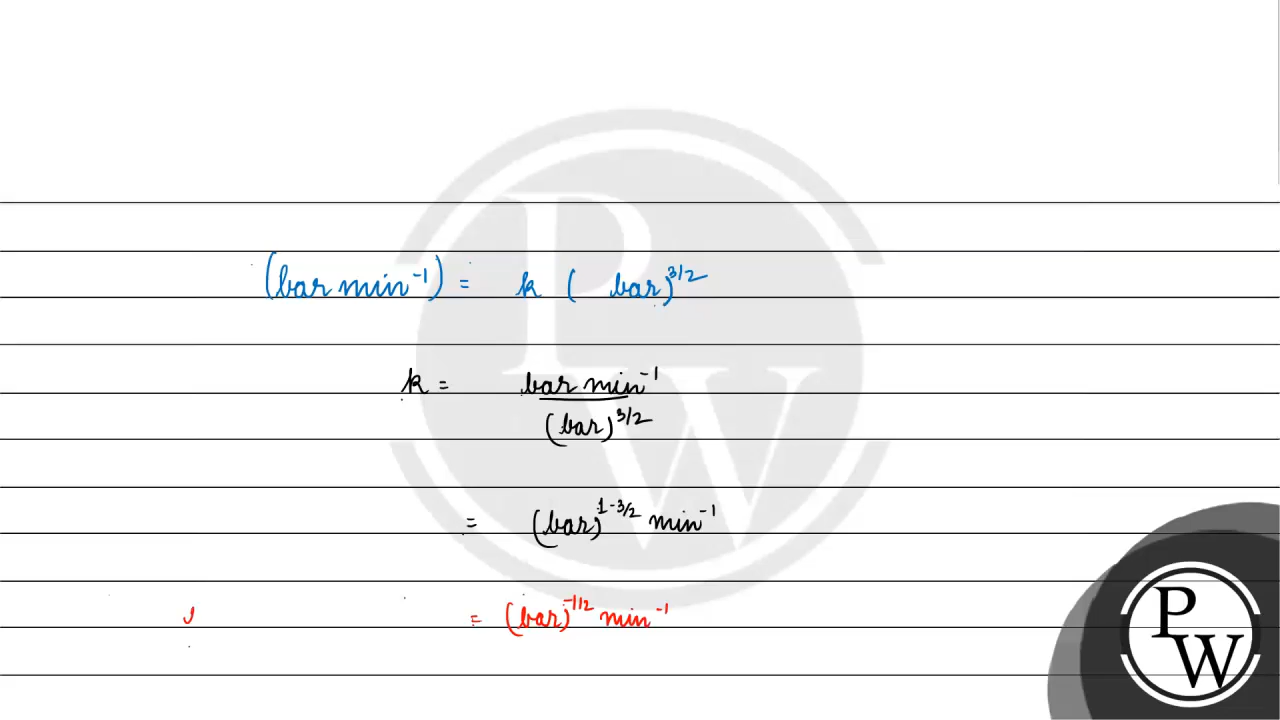 (bar min⁻¹) = k ( bar)^3/2
k = bar min⁻¹ / (bar)^3/2
= (bar)^1-3/2 min⁻¹
= (bar)^-1/2 min⁻¹
P
W
P
W